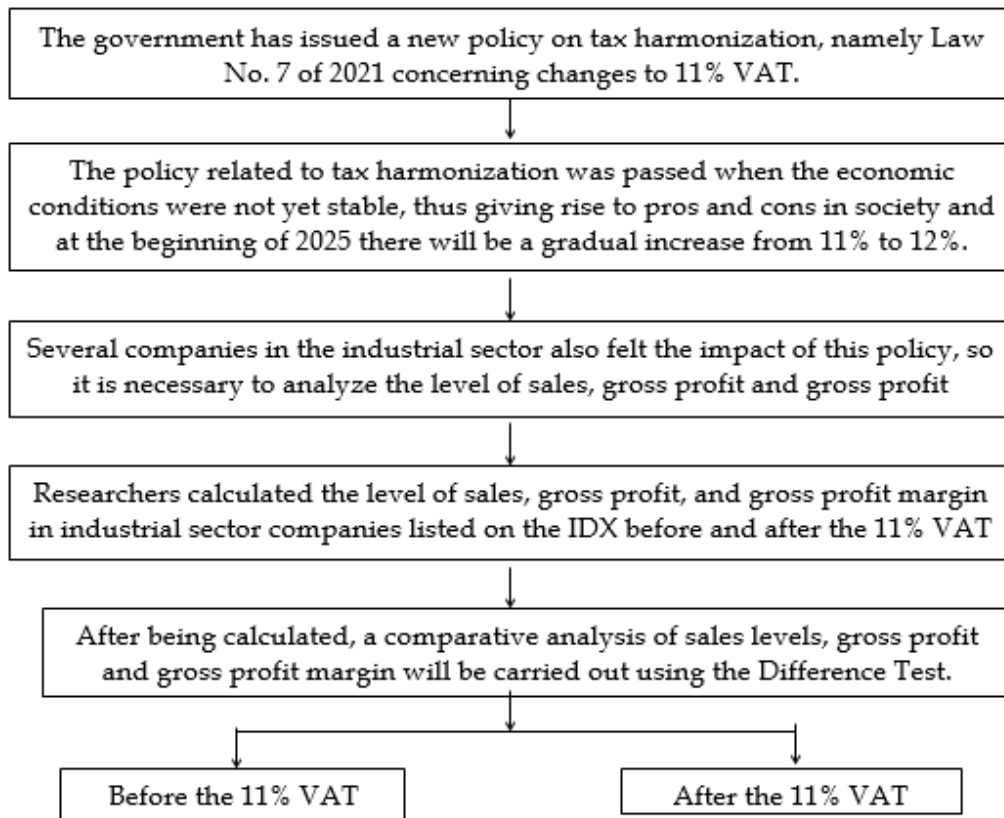 The government has issued a new policy on tax harmonization, namely Law
No. 7 of 2021 concerning changes to 11% VAT.
The policy related to tax harmonization was passed when the economic
conditions were not yet stable, thus giving rise to pros and cons in society and
at the beginning of 2025 there will be a gradual increase from 11% to 12%.
Several companies in the industrial sector also felt the impact of this policy, so
it is necessary to analyze the level of sales, gross profit and gross profit
Researchers calculated the level of sales, gross profit, and gross profit margin
in industrial sector companies listed on the IDX before and after the 11% VAT
After being calculated, a comparative analysis of sales levels, gross profit
and gross profit margin will be carried out using the Difference Test.
Before the 11% VAT
After the 11% VAT